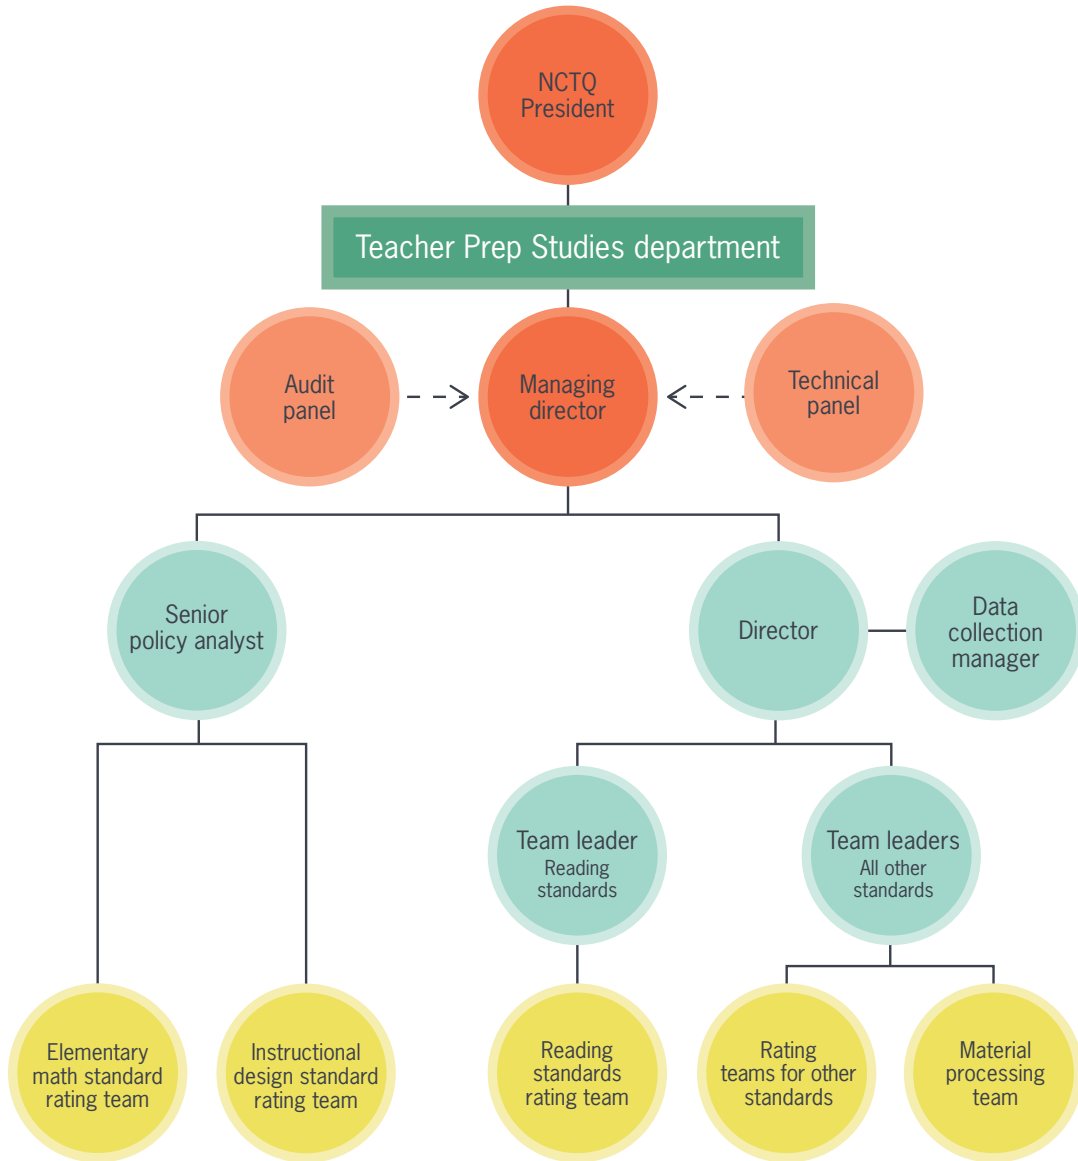 NCTQ
President
Teacher Prep Studies department
Audit
panel
Managing
director
Technical
panel
Senior
policy analyst
Director
Data
collection
manager
Team leader
Reading
standards
Team leaders
All other
standards
Elementary
math standard
rating team
Instructional
design standard
rating team
Reading
standards
rating team
Rating
teams for other
standards
Material
processing
team